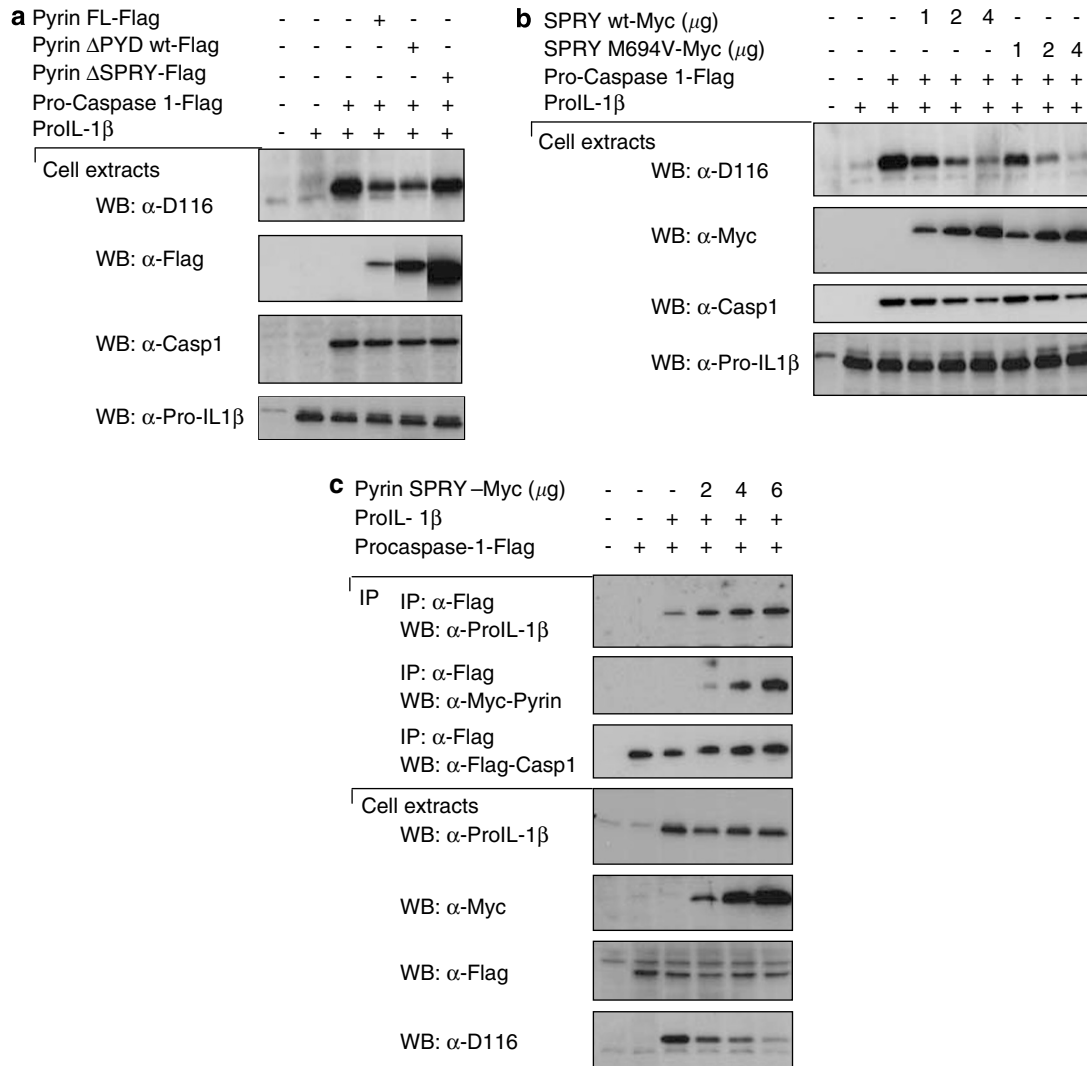 a Pyrin FL-Flag - - - + - -
Pyrin ΔPYD wt-Flag - - - - + -
Pyrin ΔSPRY-Flag - - - - - +
Pro-Caspase 1-Flag - - + + + +
ProIL-1β - + + + + +
Cell extracts
WB: α-D116
WB: α-Flag
WB: α-Casp1
WB: α-Pro-IL1β
b SPRY wt-Myc (μg) - - - 1 2 4 - - -
SPRY M694V-Myc (μg) - - - - - - 1 2 4
Pro-Caspase 1-Flag - - + + + + + + +
ProIL-1β - + + + + + + + +
Cell extracts
WB: α-D116
WB: α-Myc
WB: α-Casp1
WB: α-Pro-IL1β
c Pyrin SPRY –Myc (μg) - - - 2 4 6
ProIL- 1β - - + + + +
Procaspase-1-Flag - + + + + +
IP
IP: α-Flag
WB: α-ProIL-1β
IP: α-Flag
WB: α-Myc-Pyrin
IP: α-Flag
WB: α-Flag-Casp1
Cell extracts
WB: α-ProIL-1β
WB: α-Myc
WB: α-Flag
WB: α-D116